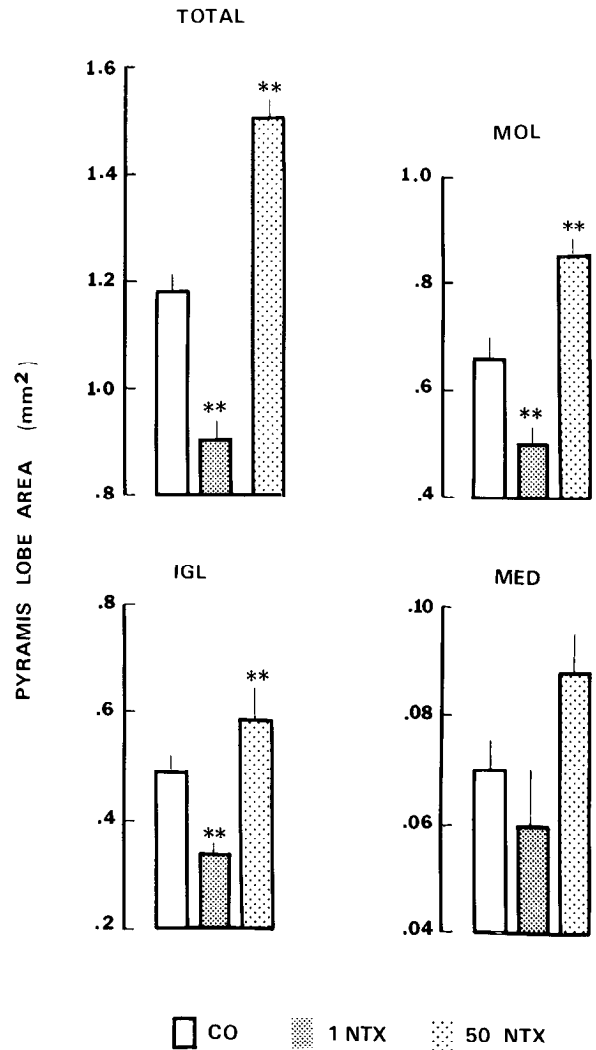 TOTAL
1.6
1.4
1.2
1.0
.8
**
**
MOL
1.0
.8
.6
.4
**
**
PYRAMIS LOBE AREA (mm²)
IGL
.8
.6
.4
.2
**
**
MED
.10
.08
.06
.04
CO
1 NTX
50 NTX